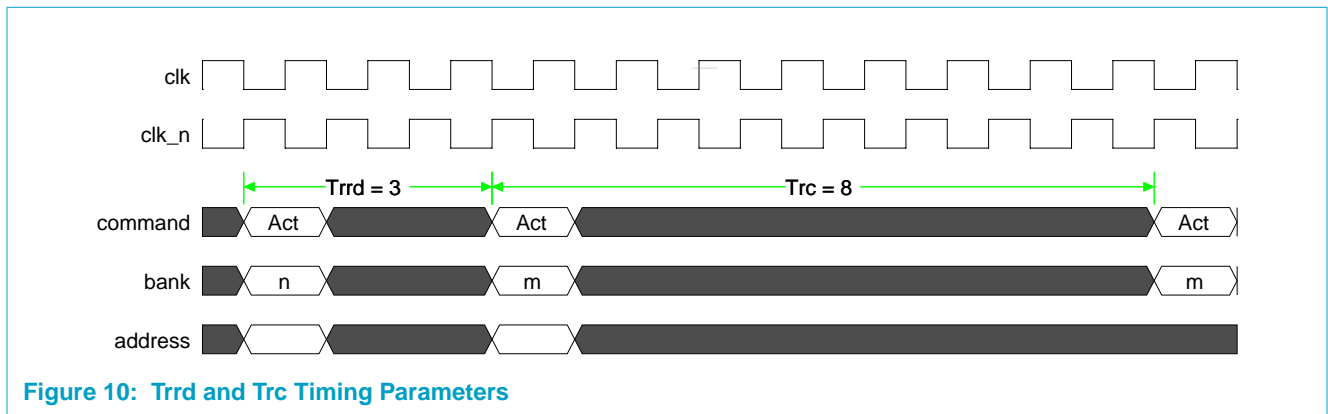 clk
clk_n
Trrd = 3 Trc = 8
command Act Act Act
bank n m m
address
Figure 10: Trrd and Trc Timing Parameters